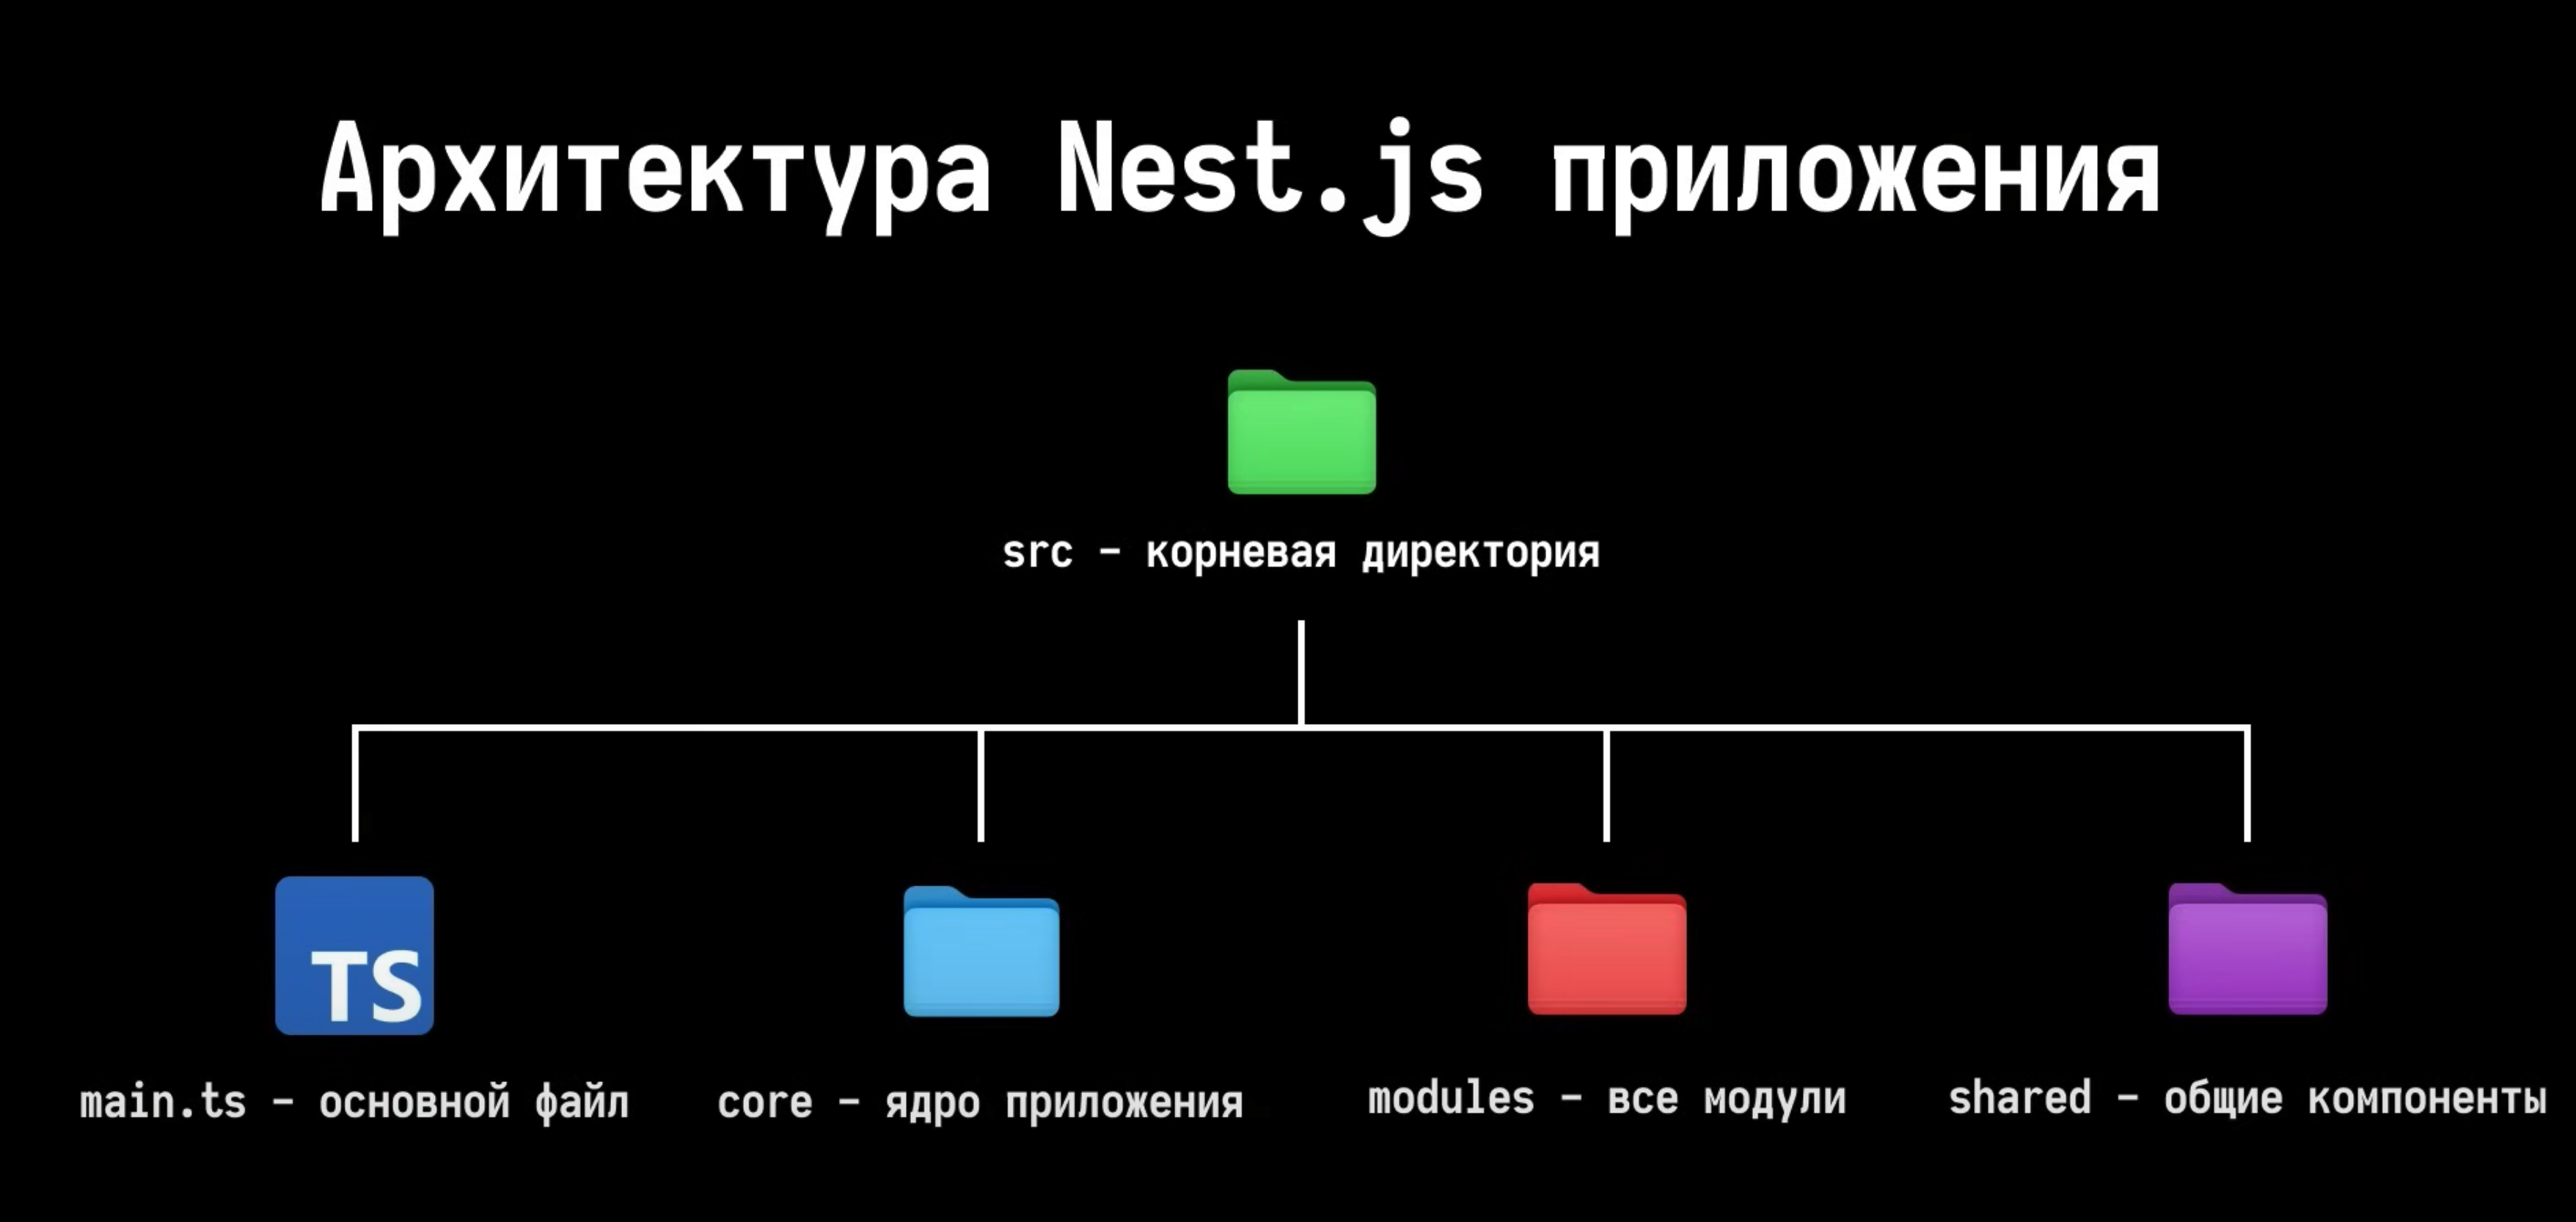 Архитектура Nest.js приложения
src – корневая директория
TS
main.ts – основной файл
core – ядро приложения
modules – все модули
shared – общие компоненты